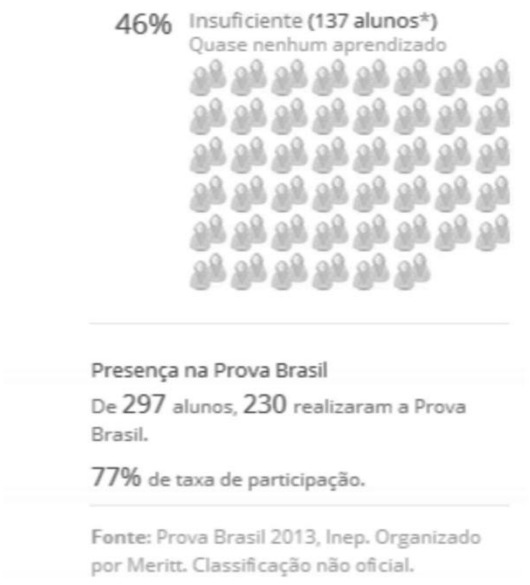 46% Insuficiente (137 alunos*)
Quase nenhum aprendizado
Presença na Prova Brasil
De 297 alunos, 230 realizaram a Prova
Brasil.
77% de taxa de participação.
Fonte: Prova Brasil 2013, Inep. Organizado
por Meritt. Classificação não oficial.